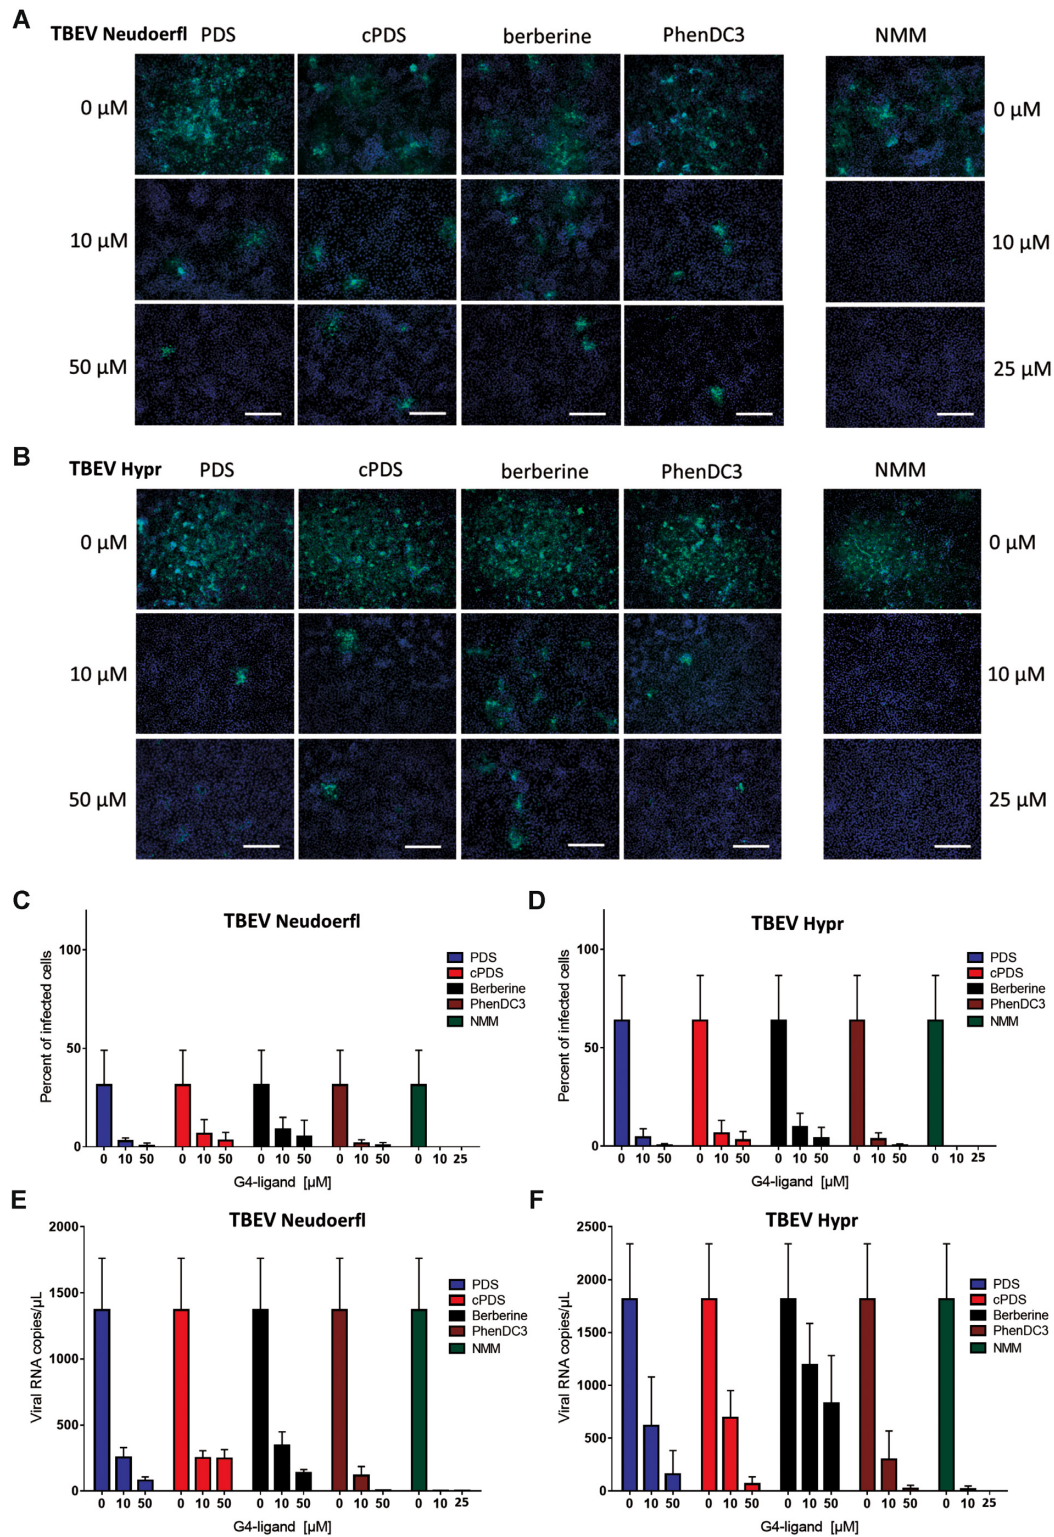 A
TBEV Neudoerfl PDS cPDS berberine PhenDC3 NMM
0 µM 0 µM
10 µM 10 µM
50 µM 25 µM
B
TBEV Hypr PDS cPDS berberine PhenDC3 NMM
0 µM 0 µM
10 µM 10 µM
50 µM 25 µM
C
TBEV Neudoerfl
Percent of infected cells
100
50
0
PDS
cPDS
Berberine
PhenDC3
NMM
0 10 50 0 10 50 0 10 50 0 10 50 0 10 25
G4-ligand [µM]
D
TBEV Hypr
Percent of infected cells
100
50
0
PDS
cPDS
Berberine
PhenDC3
NMM
0 10 50 0 10 50 0 10 50 0 10 50 0 10 25
G4-ligand [µM]
E
TBEV Neudoerfl
Viral RNA copies/µL
2000
1500
1000
500
0
PDS
cPDS
Berberine
PhenDC3
NMM
0 10 50 0 10 50 0 10 50 0 10 50 0 10 25
G4-ligand [µM]
F
TBEV Hypr
Viral RNA copies/µL
2500
2000
1500
1000
500
0
PDS
cPDS
Berberine
PhenDC3
NMM
0 10 50 0 10 50 0 10 50 0 10 50 0 10 25
G4-ligand [µM]